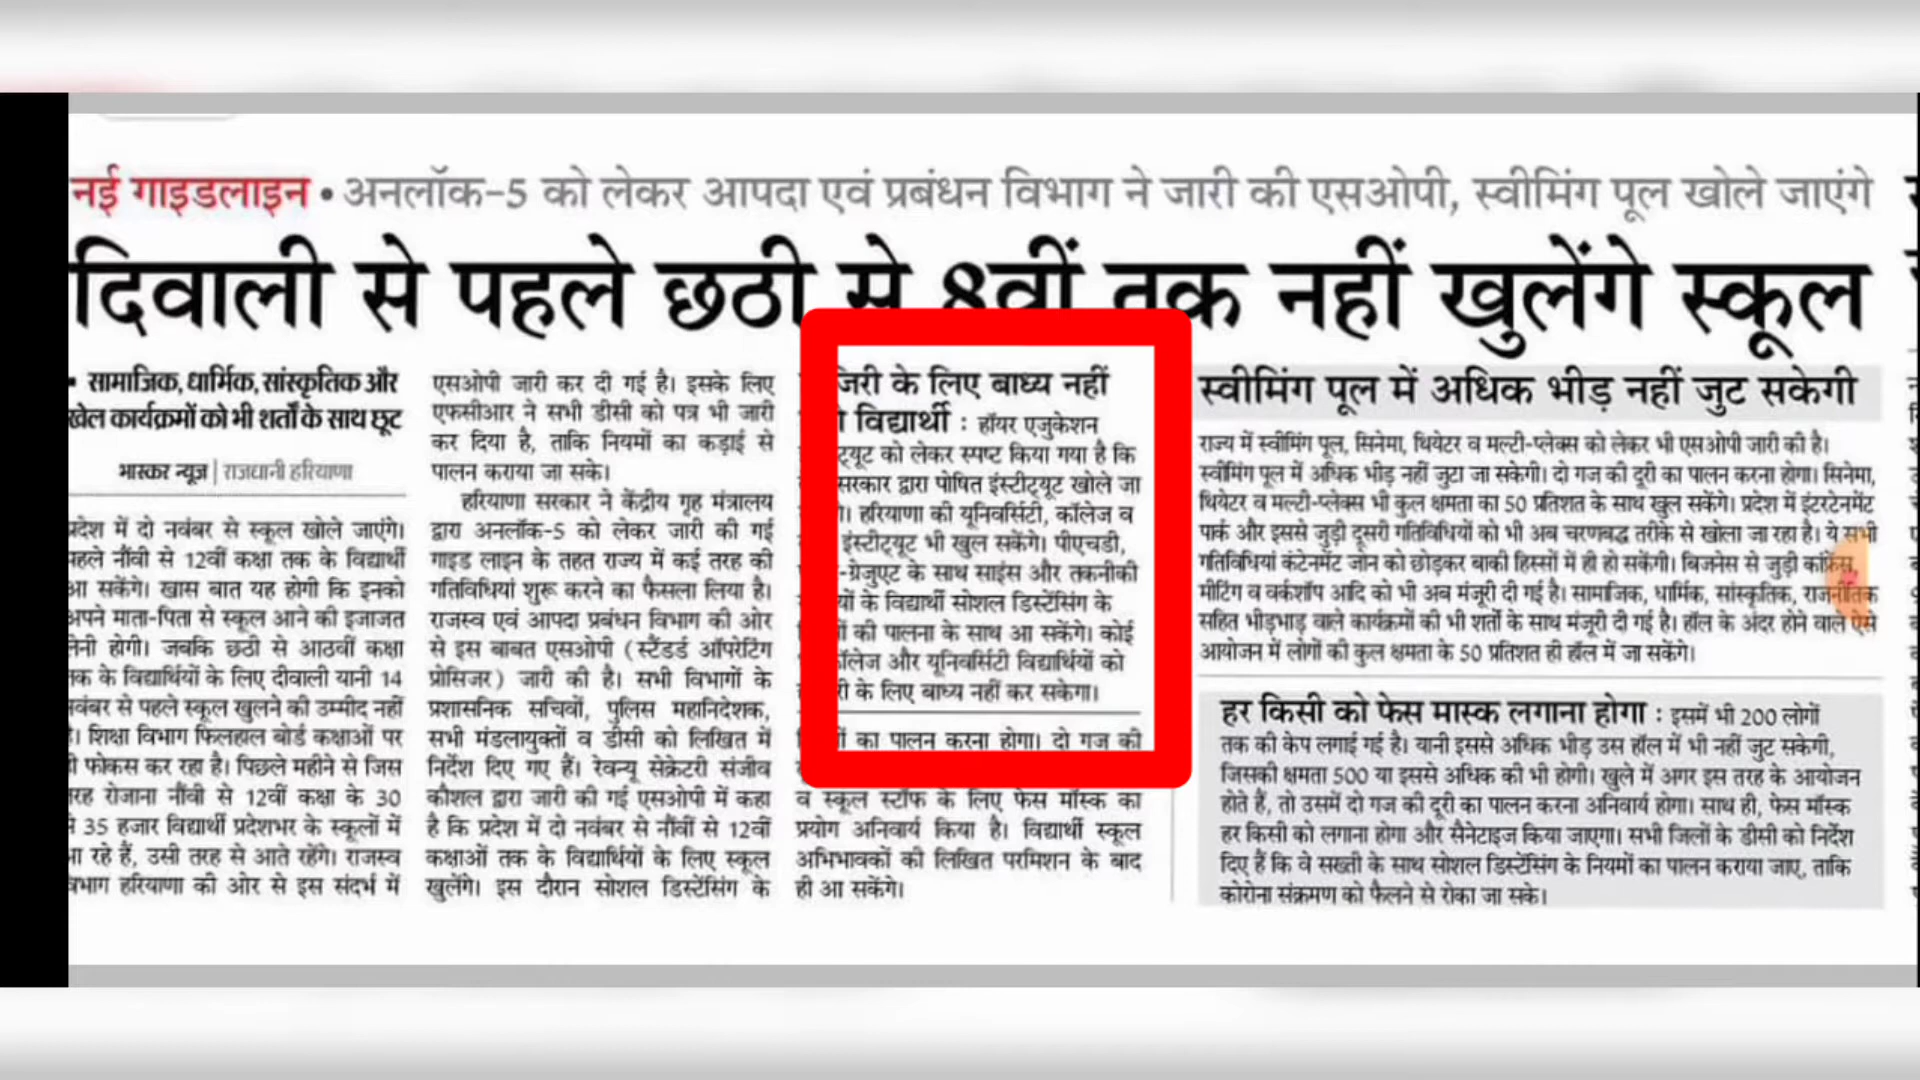 नई गाइडलाइन • अनलॉक-5 को लेकर आपदा एवं प्रबंधन विभाग ने जारी की एसओपी, स्वीमिंग पूल खोले जाएंगे
दिवाली से पहले छठी से 8वीं तक नहीं खुलेंगे स्कूल
सामाजिक, धार्मिक, सांस्कृतिक और
खेल कार्यक्रमों को भी शर्तों के साथ छूट
भास्कर न्यूज | राजधानी हरियाणा
प्रदेश में दो नवंबर से स्कूल खोले जाएंगे।
पहले नौंवी से 12वीं कक्षा तक के विद्यार्थी
आ सकेंगे। खास बात यह होगी कि इनको
अपने माता-पिता से स्कूल आने की इजाजत
लेनी होगी। जबकि छठी से आठवीं कक्षा
तक के विद्यार्थियों के लिए दीवाली यानी 14
नवंबर से पहले स्कूल खुलने की उम्मीद नहीं
है। शिक्षा विभाग फिलहाल बोर्ड कक्षाओं पर
ही फोकस कर रहा है। पिछले महीने से जिस
तरह रोजाना नौंवी से 12वीं कक्षा के 30
से 35 हजार विद्यार्थी प्रदेशभर के स्कूलों में
आ रहे हैं, उसी तरह से आते रहेंगे। राजस्व
विभाग हरियाणा की ओर से इस संदर्भ में
एसओपी जारी कर दी गई है। इसके लिए
एफसीआर ने सभी डीसी को पत्र भी जारी
कर दिया है, ताकि नियमों का कड़ाई से
पालन कराया जा सके।
हरियाणा सरकार ने केंद्रीय गृह मंत्रालय
द्वारा अनलॉक-5 को लेकर जारी की गई
गाइड लाइन के तहत राज्य में कई तरह की
गतिविधियां शुरू करने का फैसला लिया है।
राजस्व एवं आपदा प्रबंधन विभाग की ओर
से इस बाबत एसओपी (स्टैंडर्ड ऑपरेटिंग
प्रोसिजर) जारी की है। सभी विभागों के
प्रशासनिक सचिवों, पुलिस महानिदेशक,
सभी मंडलायुक्तों व डीसी को लिखित में
निर्देश दिए गए हैं। रेवन्यू सेक्रेटरी संजीव
कौशल द्वारा जारी की गई एसओपी में कहा
है कि प्रदेश में दो नवंबर से नौंवीं से 12वीं
कक्षाओं तक के विद्यार्थियों के लिए स्कूल
खुलेंगे। इस दौरान सोशल डिस्टेंसिंग के
जिरी के लिए बाध्य नहीं
विद्यार्थी : हॉयर एजुकेशन
ट्यूट को लेकर स्पष्ट किया गया है कि
सरकार द्वारा पोषित इंस्टीट्यूट खोले जा
। हरियाणा की यूनिवर्सिटी, कॉलेज व
इंस्टीट्यूट भी खुल सकेंगे। पीएचडी,
-ग्रेजुएट के साथ साइंस और तकनीकी
यों के विद्यार्थी सोशल डिस्टेंसिंग के
की पालना के साथ आ सकेंगे। कोई
कॉलेज और यूनिवर्सिटी विद्यार्थियों को
री के लिए बाध्य नहीं कर सकेगा।
का पालन करना होगा। दो गज की
व स्कूल स्टॉफ के लिए फेस मॉस्क का
प्रयोग अनिवार्य किया है। विद्यार्थी स्कूल
अभिभावकों की लिखित परमिशन के बाद
ही आ सकेंगे।
स्वीमिंग पूल में अधिक भीड़ नहीं जुट सकेगी
राज्य में स्वीमिंग पूल, सिनेमा, थियेटर व मल्टी-प्लेक्स को लेकर भी एसओपी जारी की है।
स्वीमिंग पूल में अधिक भीड़ नहीं जुटा जा सकेगी। दो गज की दूरी का पालन करना होगा। सिनेमा,
थियेटर व मल्टी-प्लेक्स भी कुल क्षमता का 50 प्रतिशत के साथ खुल सकेंगे। प्रदेश में इंटरटेनमेंट
पार्क और इससे जुड़ी दूसरी गतिविधियों को भी अब चरणबद्ध तरीके से खोला जा रहा है। ये सभी
गतिविधियां कंटेनमेंट जोन को छोड़कर बाकी हिस्सों में ही हो सकेंगी। बिजनेस से जुड़ी कांफ्रेंस,
मीटिंग व वर्कशॉप आदि को भी अब मंजूरी दी गई है। सामाजिक, धार्मिक, सांस्कृतिक, राजनीतिक
सहित भीड़भाड़ वाले कार्यक्रमों की भी शर्तों के साथ मंजूरी दी गई है। हॉल के अंदर होने वाले ऐसे
आयोजन में लोगों की कुल क्षमता के 50 प्रतिशत ही हॉल में जा सकेंगे।
हर किसी को फेस मास्क लगाना होगा : इसमें भी 200 लोगों
तक की केप लगाई गई है। यानी इससे अधिक भीड़ उस हॉल में भी नहीं जुट सकेगी,
जिसकी क्षमता 500 या इससे अधिक की भी होगी। खुले में अगर इस तरह के आयोजन
होते हैं, तो उसमें दो गज की दूरी का पालन करना अनिवार्य होगा। साथ ही, फेस मॉस्क
हर किसी को लगाना होगा और सैनेटाइज किया जाएगा। सभी जिलों के डीसी को निर्देश
दिए हैं कि वे सख्ती के साथ सोशल डिस्टेंसिंग के नियमों का पालन कराया जाए, ताकि
कोरोना संक्रमण को फैलने से रोका जा सके।